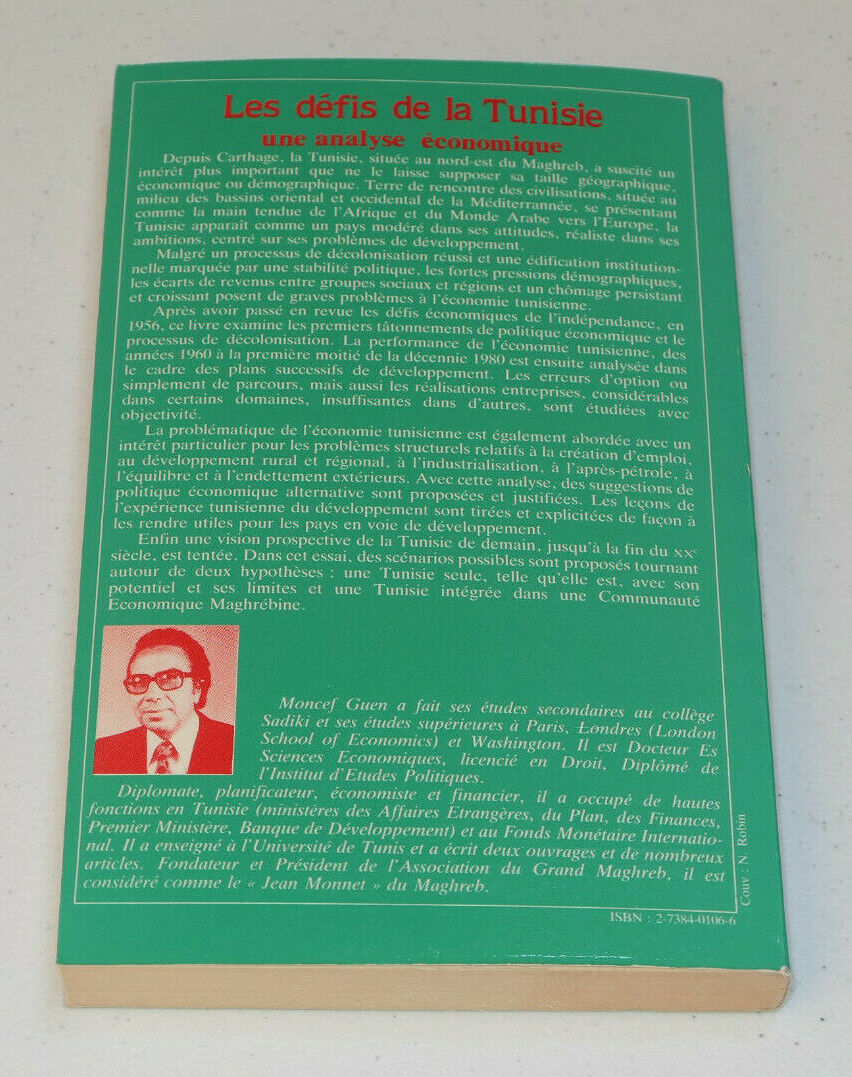 Les défis de la Tunisie
une analyse économique
Depuis Carthage, la Tunisie, située au nord-est du Maghreb, a suscité un
intérêt plus important que ne le laisse supposer sa taille géographique,
économique ou démographique. Terre de rencontre des civilisations, située au
milieu des bassins oriental et occidental de la Méditerrannée, se présentant
comme la main tendue de l'Afrique et du Monde Arabe vers l'Europe, la
Tunisie apparaît comme un pays modéré dans ses attitudes, réaliste dans ses
ambitions, centré sur ses problèmes de développement.
Malgré un processus de décolonisation réussi et une édification institution-
nelle marquée par une stabilité politique, les fortes pressions démographiques,
les écarts de revenus entre groupes sociaux et régions et un chômage persistant
et croissant posent de graves problèmes à l'économie tunisienne.
Après avoir passé en revue les défis économiques de l'indépendance, en
1956, ce livre examine les premiers tâtonnements de politique économique et le
processus de décolonisation. La performance de l'économie tunisienne, des
années 1960 à la première moitié de la décennie 1980 est ensuite analysée dans
le cadre des plans successifs de développement. Les erreurs d'option ou
simplement de parcours, mais aussi les réalisations entreprises, considérables
dans certains domaines, insuffisantes dans d'autres, sont étudiées avec
objectivité.
La problématique de l'économie tunisienne est également abordée avec un
intérêt particulier pour les problèmes structurels relatifs à la création d'emploi,
au développement rural et régional, à l'industrialisation, à l'après-pétrole, à
l'équilibre et à l'endettement extérieurs. Avec cette analyse, des suggestions de
politique économique alternative sont proposées et justifiées. Les leçons de
l'expérience tunisienne du développement sont tirées et explicitées de façon à
les rendre utiles pour les pays en voie de développement.
Enfin une vision prospective de la Tunisie de demain, jusqu'à la fin du XXe
siècle, est tentée. Dans cet essai, des scénarios possibles sont proposés tournant
autour de deux hypothèses : une Tunisie seule, telle qu'elle est, avec son
potentiel et ses limites et une Tunisie intégrée dans une Communauté
Economique Maghrébine.
Moncef Guen a fait ses études secondaires au collège
Sadiki et ses études supérieures à Paris, Londres (London
School of Economics) et Washington. Il est Docteur Es
Sciences Economiques, licencié en Droit, Diplômé de
l'Institut d'Etudes Politiques.
Diplomate, planificateur, économiste et financier, il a occupé de hautes
fonctions en Tunisie (ministères des Affaires Etrangères, du Plan, des Finances,
Premier Ministère, Banque de Développement) et au Fonds Monétaire Internatio-
nal. Il a enseigné à l'Université de Tunis et a écrit deux ouvrages et de nombreux
articles. Fondateur et Président de l'Association du Grand Maghreb, il est
considéré comme le « Jean Monnet » du Maghreb.
Couv : N. Robin
ISBN : 2-7384-0106-6